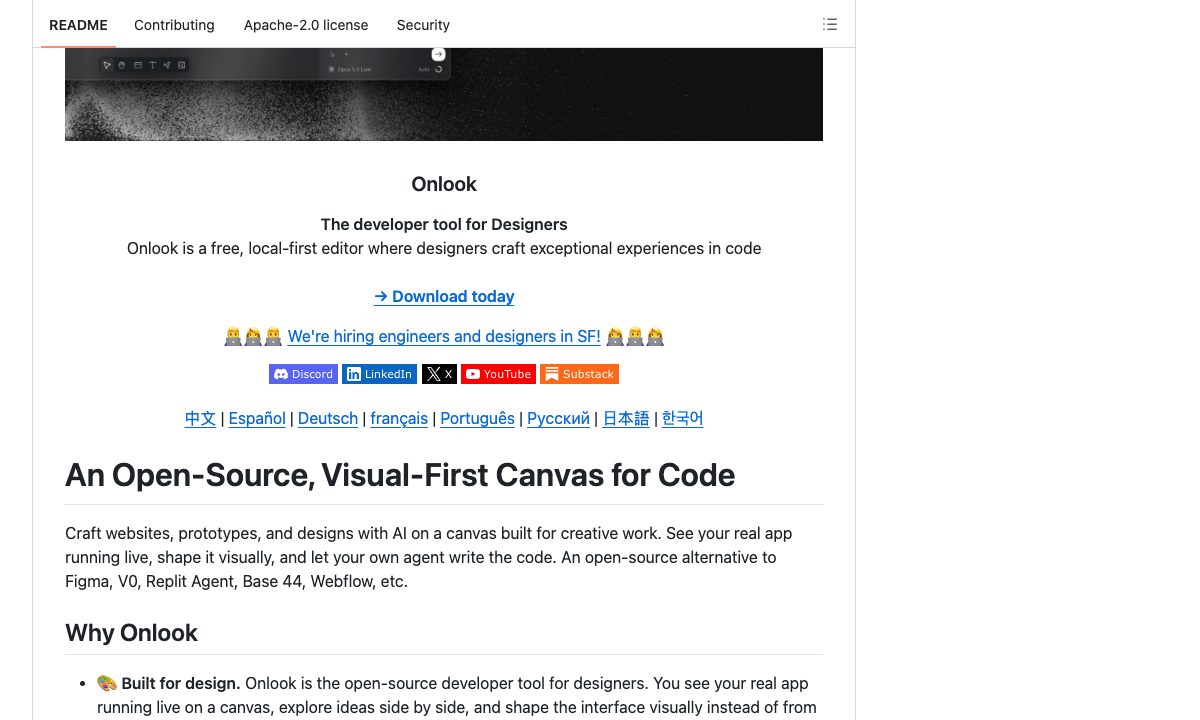 README Contributing Apache-2.0 license Security
Opus 5.5 Low Auto
Onlook
The developer tool for Designers
Onlook is a free, local-first editor where designers craft exceptional experiences in code
→ Download today
👨‍💻👩‍💻👨‍💻 We're hiring engineers and designers in SF! 👩‍💻👨‍💻👩‍💻
Discord LinkedIn X YouTube Substack
中文 | Español | Deutsch | français | Português | Русский | 日本語 | 한국어
An Open-Source, Visual-First Canvas for Code
Craft websites, prototypes, and designs with AI on a canvas built for creative work. See your real app
running live, shape it visually, and let your own agent write the code. An open-source alternative to
Figma, V0, Replit Agent, Base 44, Webflow, etc.
Why Onlook
• 🎨 Built for design. Onlook is the open-source developer tool for designers. You see your real app
running live on a canvas, explore ideas side by side, and shape the interface visually instead of from